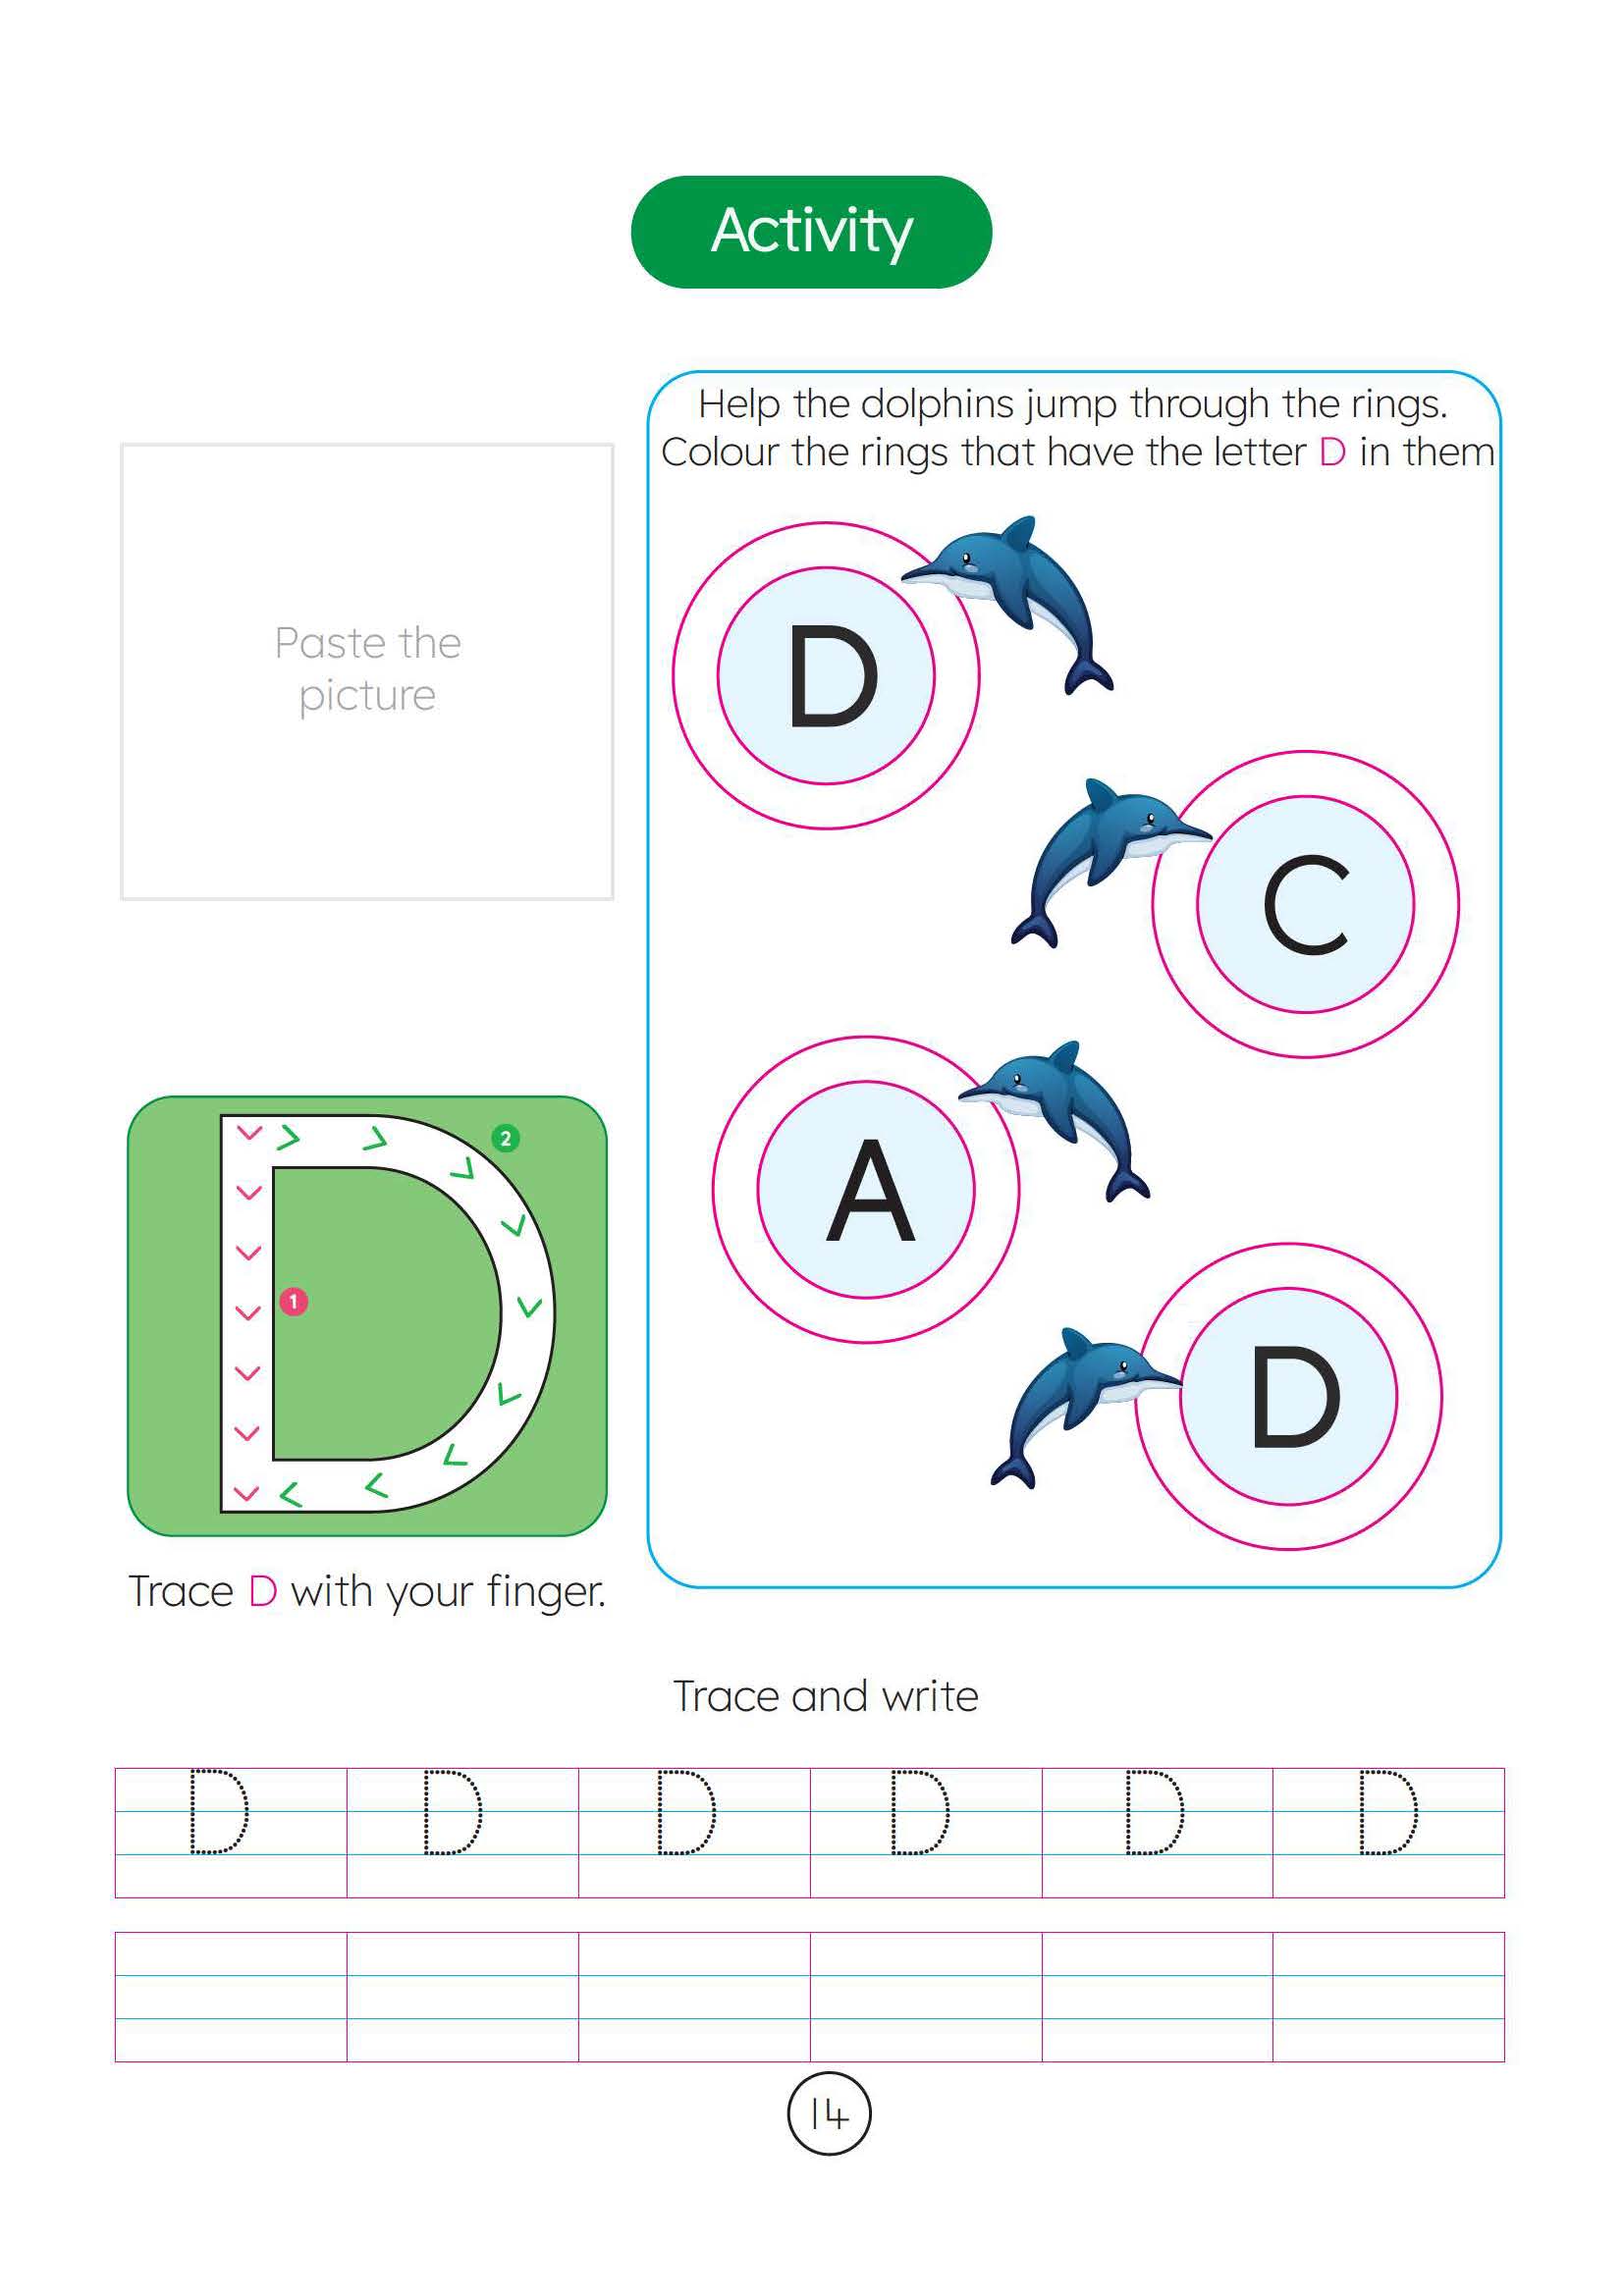 Activity
Help the dolphins jump through the rings.
Colour the rings that have the letter D in them
Paste the
picture
D
C
A
D
2
1
Trace D with your finger.
Trace and write
D D D D D D
14